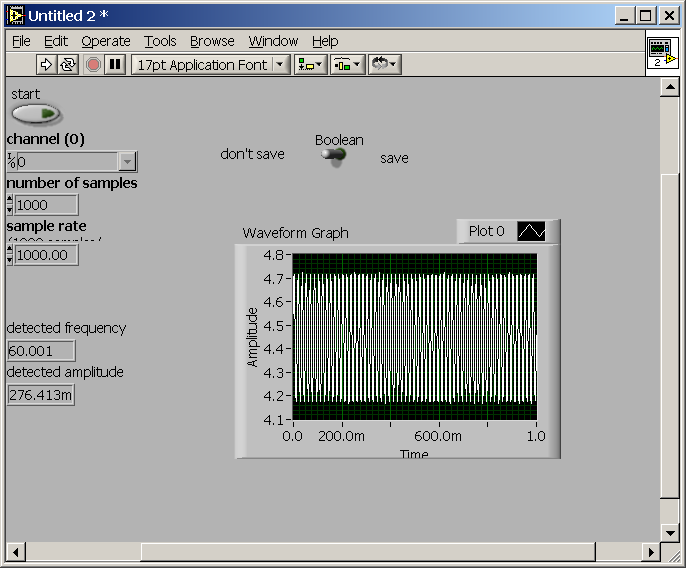 Untitled 2 *
File Edit Operate Tools Browse Window Help
17pt Application Font
2
start
channel (0)
0
number of samples
1000
sample rate
1000.00
detected frequency
60.001
detected amplitude
276.413m
Boolean
don't save
save
Waveform Graph
Plot 0
Amplitude
4.8
4.7
4.6
4.5
4.4
4.3
4.2
4.1
0.0 200.0m 600.0m 1.0
Time